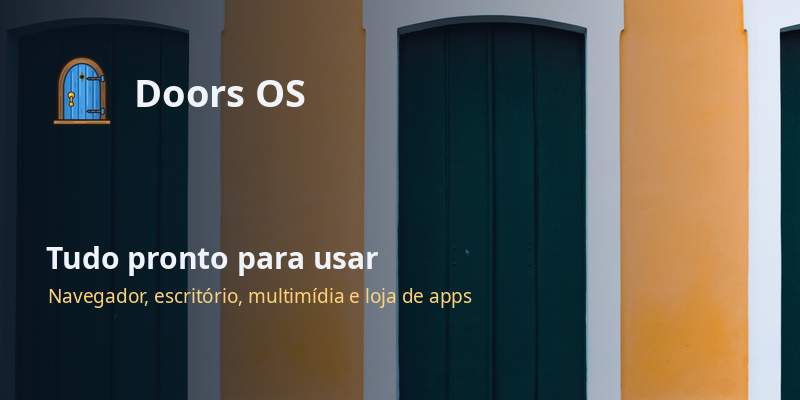 Doors OS
Tudo pronto para usar
Navegador, escritório, multimídia e loja de apps